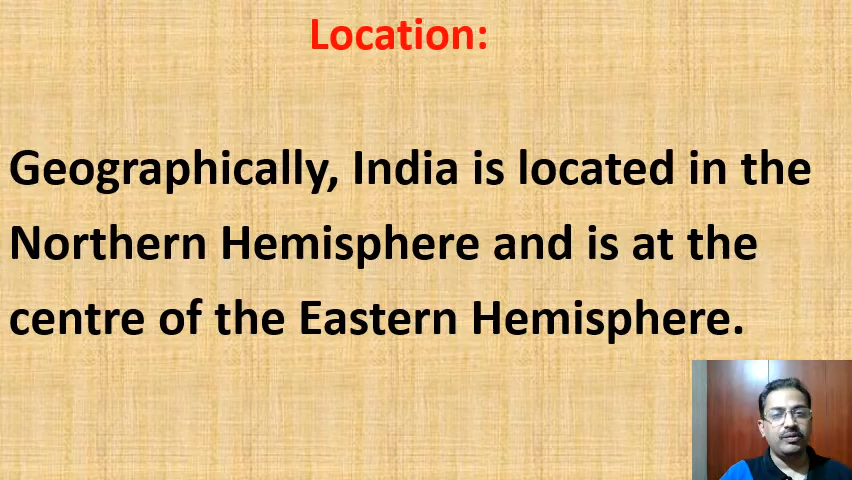 Location:
Geographically, India is located in the
Northern Hemisphere and is at the
centre of the Eastern Hemisphere.